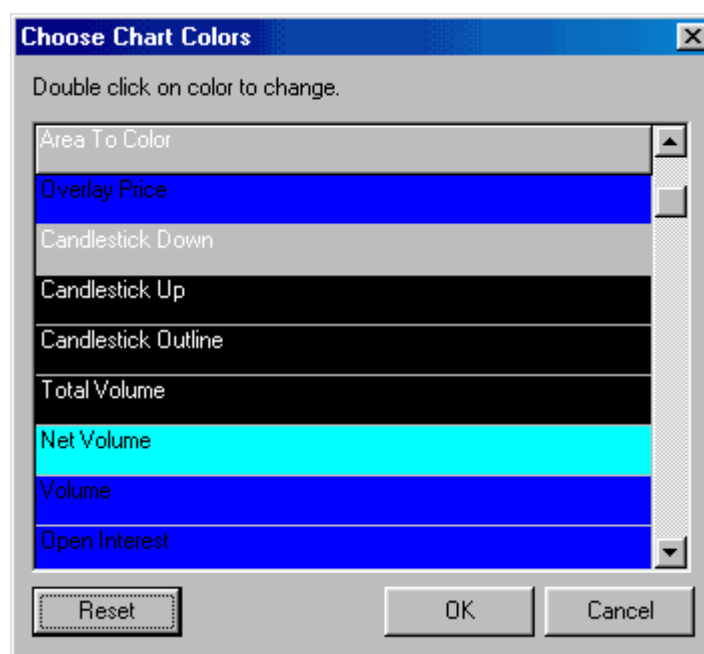 Choose Chart Colors
Double click on color to change.
Area To Color
Overlay Price
Candlestick Down
Candlestick Up
Candlestick Outline
Total Volume
Net Volume
Volume
Open Interest
Reset OK Cancel